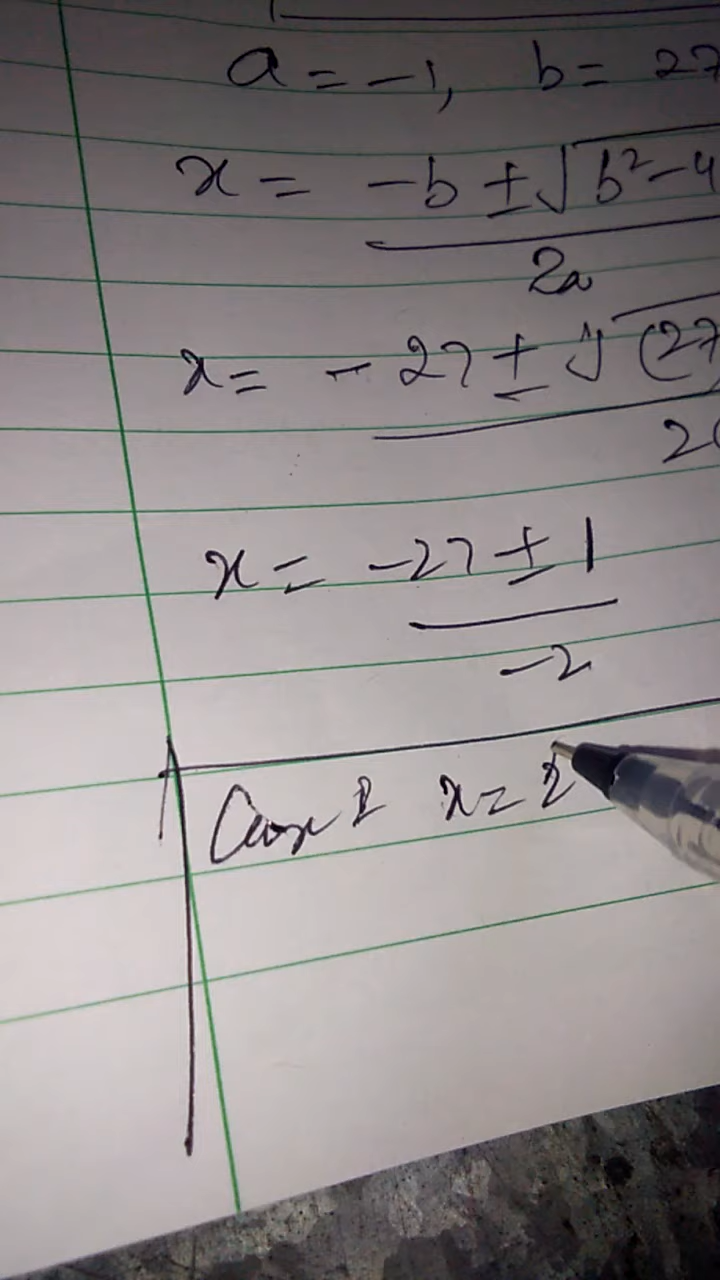 a = -1, b = 27
x = -b ± √b²-4
2a
x = -27 ± √(27
2(
x = -27 ± 1
-2
Case 1 x = 2